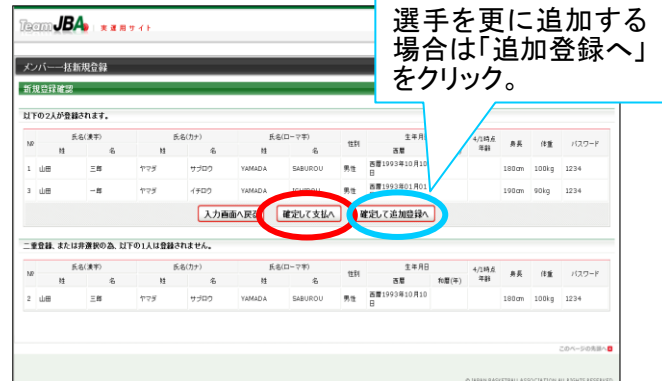 選手を更に追加する
場合は「追加登録へ」
をクリック。
TeamJBA 実運用サイト
メンバー一括新規登録
新規登録確認
以下の2人が登録されます。
№ 氏名(漢字) 氏名(カナ) 氏名(ローマ字) 性別 生年月日 4/1時点年齢 身長 体重 パスワード
姓 名 姓 名 姓 名 西暦
1 山田 三郎 ヤマダ サブロウ YAMADA SABUROU 男性 西暦1993年10月10日 180cm 100kg 1234
3 山田 一郎 ヤマダ イチロウ YAMADA ICHIROU 男性 西暦1993年01月01 190cm 90kg 1234
入力画面へ戻る 確定して支払へ 確定して追加登録へ
二重登録、または非選択の為、以下の1人は登録されません。
№ 氏名(漢字) 氏名(カナ) 氏名(ローマ字) 性別 生年月日 4/1時点年齢 身長 体重 パスワード
姓 名 姓 名 姓 名 西暦 和暦(年)
2 山田 三郎 ヤマダ サブロウ YAMADA SABUROU 男性 西暦1993年10月10日 180cm 100kg 1234
このページの先頭へ
© JAPAN BASKETBALL ASSOCIATION ALL RIGHTS RESERVED